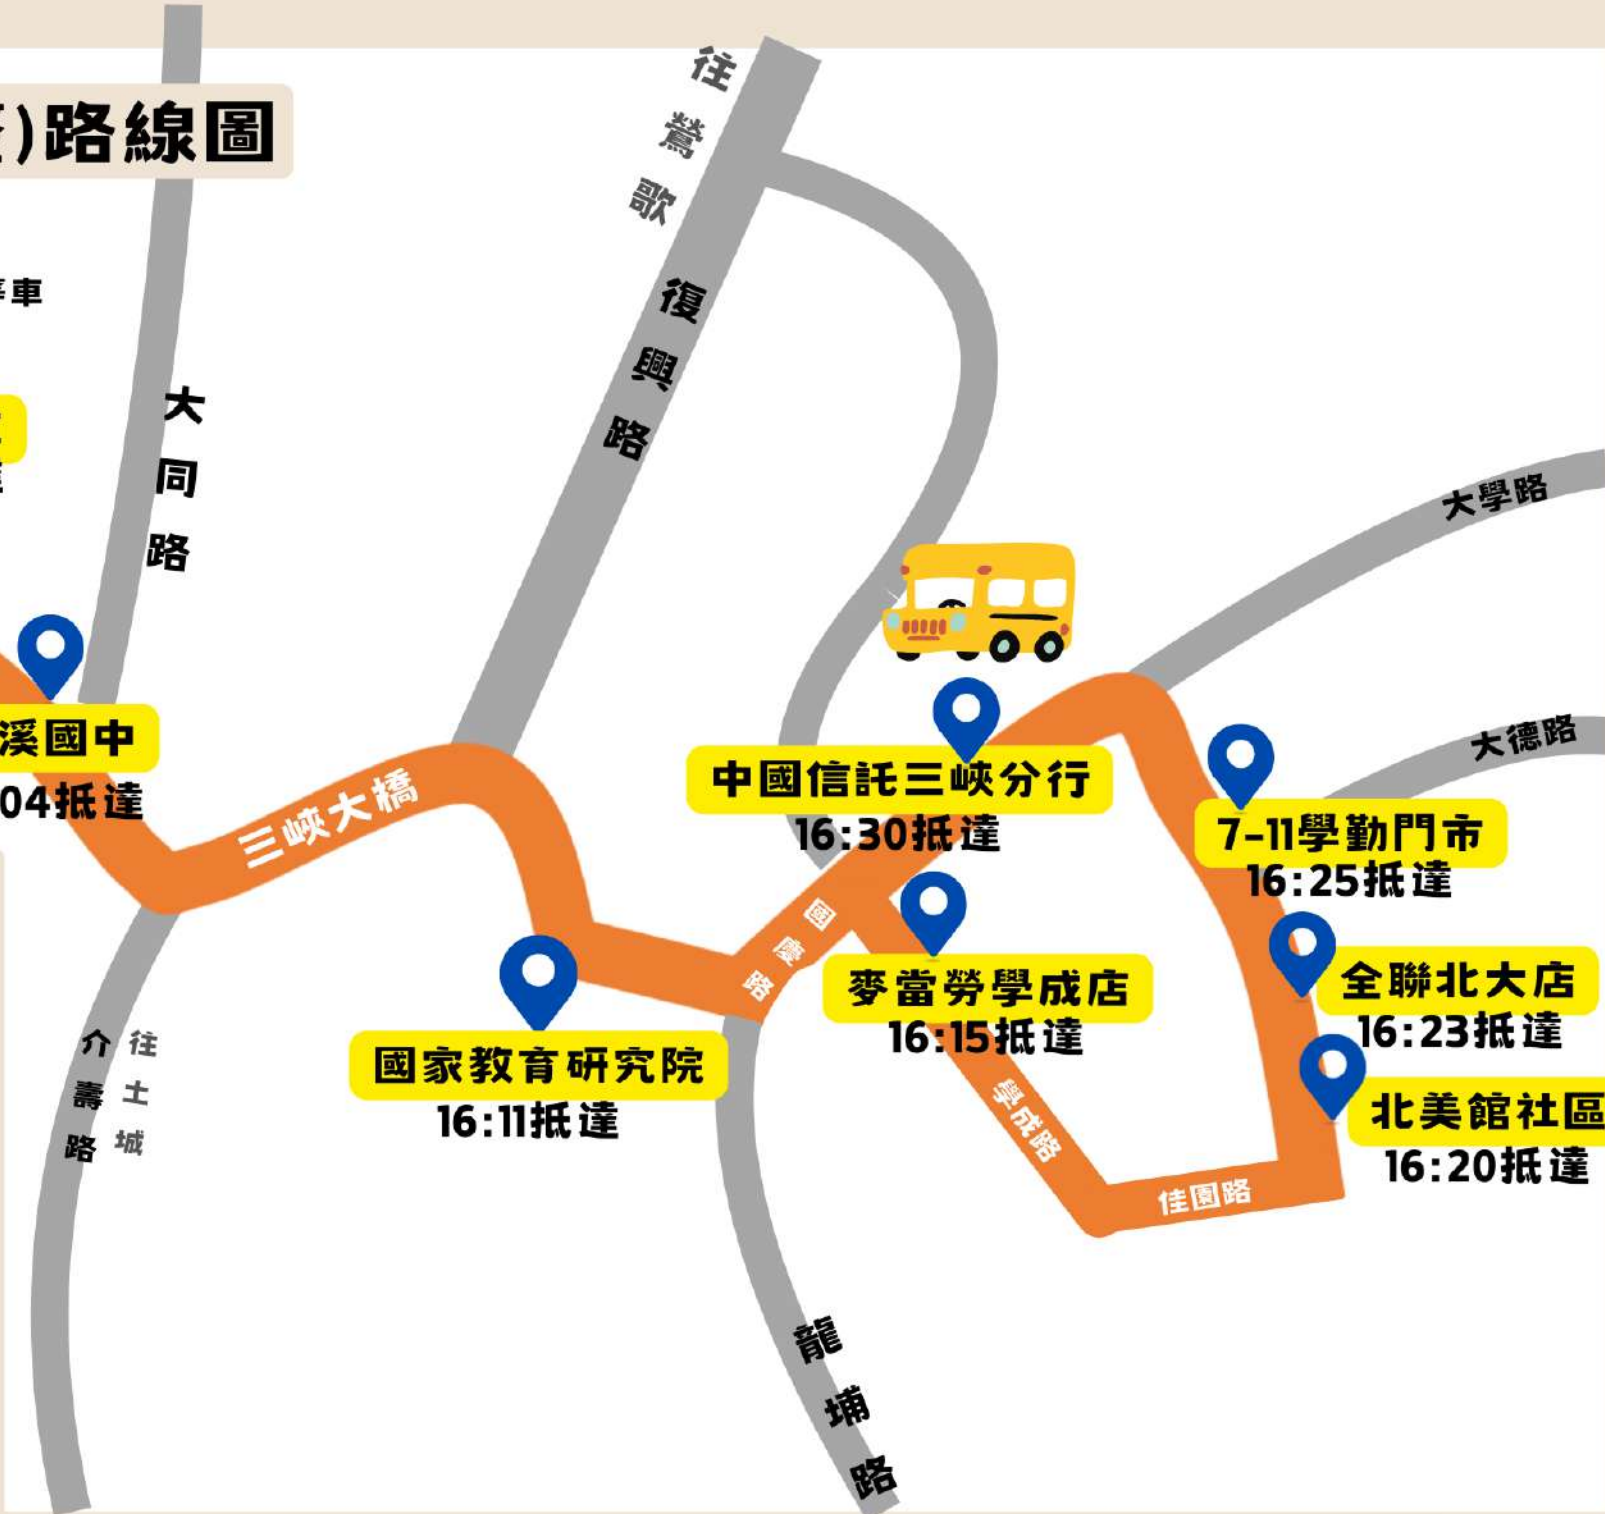 )路線圖
車
往鶯歌
復興路
大同路
大學路
大德路
溪國中
04抵達
三峽大橋
中國信託三峽分行
16:30抵達
7-11學勤門市
16:25抵達
國慶路
麥當勞學成店
16:15抵達
全聯北大店
16:23抵達
國家教育研究院
16:11抵達
北美館社區
16:20抵達
介壽路
往土城
學成路
佳園路
龍埔路